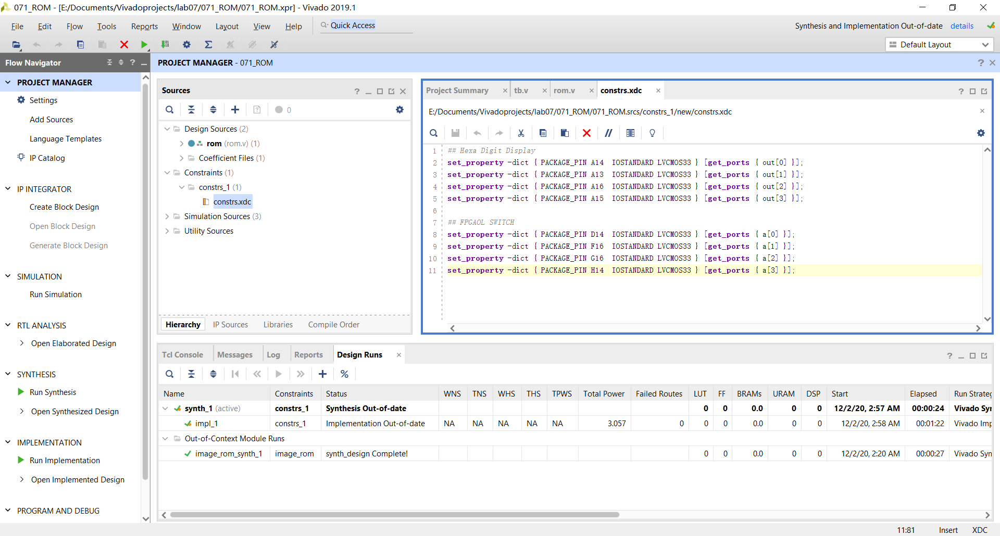 071_ROM - [E:/Documents/Vivadoprojects/lab07/071_ROM/071_ROM.xpr] - Vivado 2019.1
File Edit Flow Tools Reports Window Layout View Help Quick Access
Synthesis and Implementation Out-of-date details
Default Layout
Flow Navigator
PROJECT MANAGER - 071_ROM
PROJECT MANAGER
Settings
Add Sources
Language Templates
IP Catalog
IP INTEGRATOR
Create Block Design
Open Block Design
Generate Block Design
SIMULATION
Run Simulation
RTL ANALYSIS
Open Elaborated Design
SYNTHESIS
Run Synthesis
Open Synthesized Design
IMPLEMENTATION
Run Implementation
Open Implemented Design
PROGRAM AND DEBUG
Sources
0
Design Sources (2)
rom (rom.v) (1)
Coefficient Files (1)
Constraints (1)
constrs_1 (1)
constrs.xdc
Simulation Sources (3)
Utility Sources
Hierarchy IP Sources Libraries Compile Order
Project Summary tb.v rom.v constrs.xdc
E:/Documents/Vivadoprojects/lab07/071_ROM/071_ROM.srcs/constrs_1/new/constrs.xdc
1 ## Hexa Digit Display
2 set_property -dict { PACKAGE_PIN A14 IOSTANDARD LVCMOS33 } [get_ports { out[0] }];
3 set_property -dict { PACKAGE_PIN A13 IOSTANDARD LVCMOS33 } [get_ports { out[1] }];
4 set_property -dict { PACKAGE_PIN A16 IOSTANDARD LVCMOS33 } [get_ports { out[2] }];
5 set_property -dict { PACKAGE_PIN A15 IOSTANDARD LVCMOS33 } [get_ports { out[3] }];
6
7 ## FPGAOL SWITCH
8 set_property -dict { PACKAGE_PIN D14 IOSTANDARD LVCMOS33 } [get_ports { a[0] }];
9 set_property -dict { PACKAGE_PIN F16 IOSTANDARD LVCMOS33 } [get_ports { a[1] }];
10 set_property -dict { PACKAGE_PIN G16 IOSTANDARD LVCMOS33 } [get_ports { a[2] }];
11 set_property -dict { PACKAGE_PIN H14 IOSTANDARD LVCMOS33 } [get_ports { a[3] }];
Tcl Console Messages Log Reports Design Runs
Name Constraints Status WNS TNS WHS THS TPWS Total Power Failed Routes LUT FF BRAMs URAM DSP Start Elapsed Run Strateg
synth_1 (active) constrs_1 Synthesis Out-of-date 0 0 0.0 0 0 12/2/20, 2:57 AM 00:00:24 Vivado Syn
impl_1 constrs_1 Implementation Out-of-date NA NA NA NA NA 3.057 0 0 0 0.0 0 0 12/2/20, 2:58 AM 00:01:22 Vivado Imp
Out-of-Context Module Runs
image_rom_synth_1 image_rom synth_design Complete! 0 0 0.0 0 0 12/2/20, 2:20 AM 00:00:27 Vivado Syn
11:81 Insert XDC